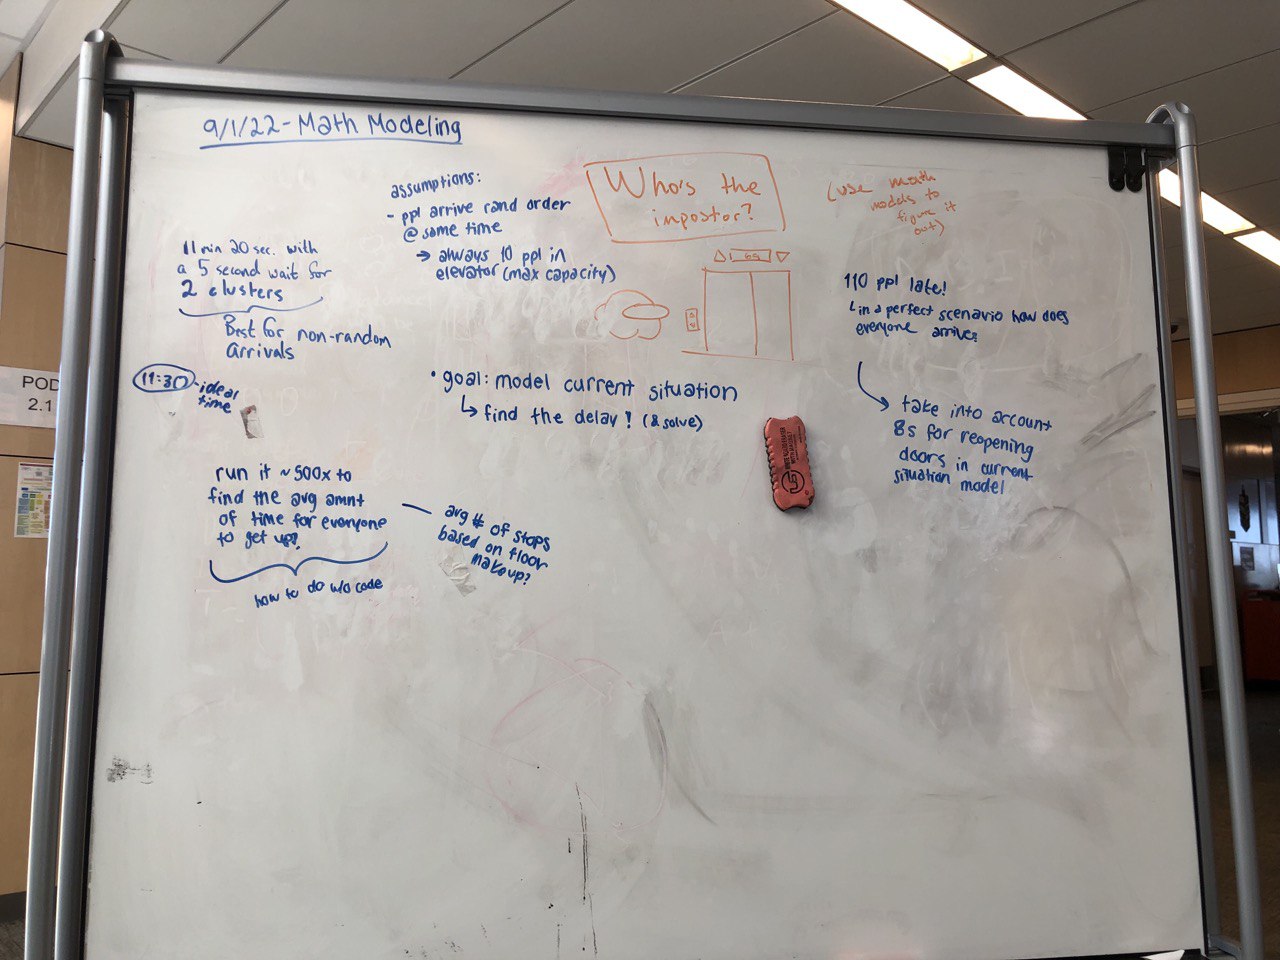 9/1/22 - Math Modeling
assumptions:
- ppl arrive rand order
@ same time
→ always 10 ppl in
elevator (max capacity)
Who's the
impostor?
(use math
models to
figure it
out)
11 min 20 sec. with
a 5 second wait for
2 clusters
Best for non-random
arrivals
11:30 - ideal
time
• goal: model current situation
↳ find the delay! (& solve)
110 ppl late!
↳ in a perfect scenario how does
everyone arrive?
take into account
8s for reopening
doors in current
situation model
run it ~500x to
find the avg amnt
of time for everyone
to get up?
how to do w/o code
avg # of stops
based on floor
makeup?
POD
2.1